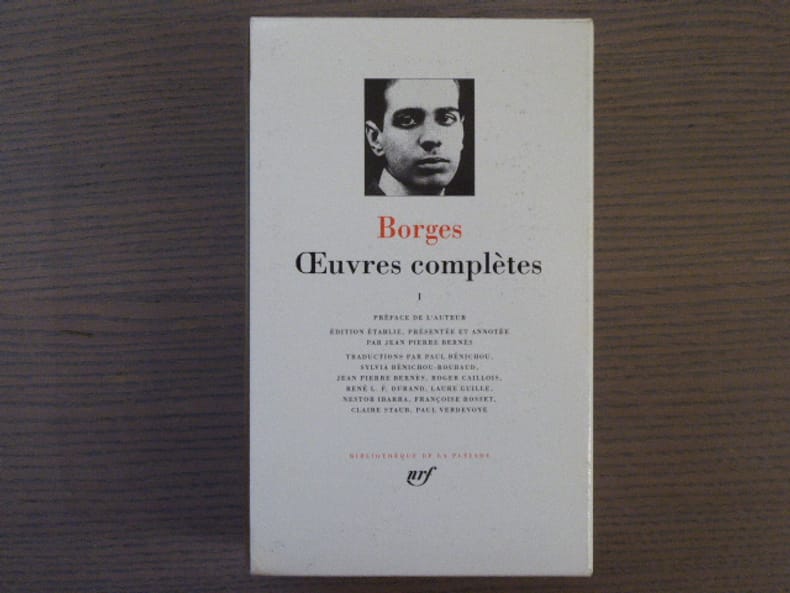 Borges
Œuvres complètes
I
PRÉFACE DE L'AUTEUR
ÉDITION ÉTABLIE, PRÉSENTÉE ET ANNOTÉE
PAR JEAN PIERRE BERNÈS
TRADUCTIONS PAR PAUL BÉNICHOU,
SYLVIA BÉNICHOU-ROUBAUD,
JEAN PIERRE BERNÈS, ROGER CAILLOIS,
RENÉ L. F. DURAND, LAURE GUILLE,
NESTOR IBARRA, FRANÇOISE ROSSET,
CLAIRE STAUB, PAUL VERDEVOYE
BIBLIOTHÈQUE DE LA PLÉIADE
nrf